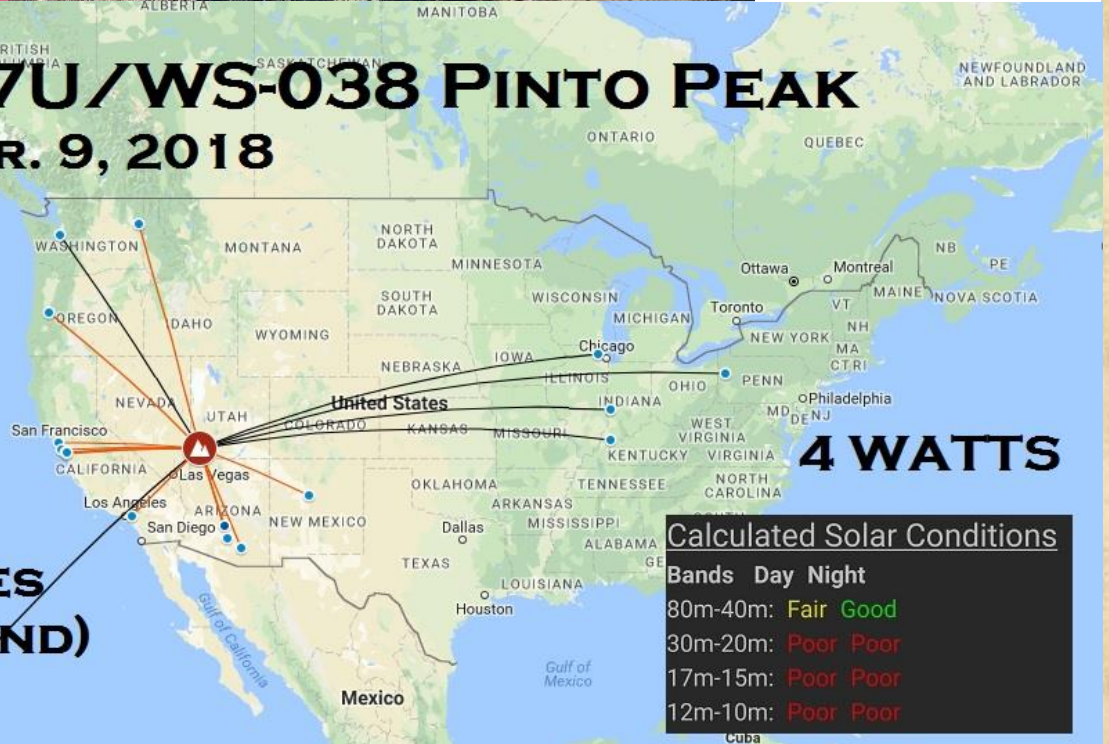 ALBERTA
MANITOBA
BRITISH
COLUMBIA
SASKATCHEWAN
NEWFOUNDLAND
AND LABRADOR
7U/WS-038 PINTO PEAK
ONTARIO
QUEBEC
R. 9, 2018
WASHINGTON
MONTANA
NORTH
DAKOTA
MINNESOTA
Ottawa
Montreal
NB
PE
MAINE
NOVA SCOTIA
OREGON
IDAHO
WYOMING
SOUTH
DAKOTA
WISCONSIN
MICHIGAN
Toronto
VT
NH
NEW YORK
MA
CT RI
NEBRASKA
IOWA
Chicago
ILLINOIS
OHIO
PENN
NEVADA
UTAH
United States
COLORADO
KANSAS
MISSOURI
INDIANA
Philadelphia
MD
DE
NJ
San Francisco
WEST
VIRGINIA
KENTUCKY
VIRGINIA
4 WATTS
CALIFORNIA
Las Vegas
OKLAHOMA
TENNESSEE
NORTH
CAROLINA
Los Angeles
ARIZONA
NEW MEXICO
ARKANSAS
San Diego
Dallas
MISSISSIPPI
ALABAMA
GE
TEXAS
LOUISIANA
Houston
ES
ND)
Gulf of California
Gulf of
Mexico
Mexico
Cuba
Calculated Solar Conditions
Bands Day Night
80m-40m: Fair Good
30m-20m: Poor Poor
17m-15m: Poor Poor
12m-10m: Poor Poor